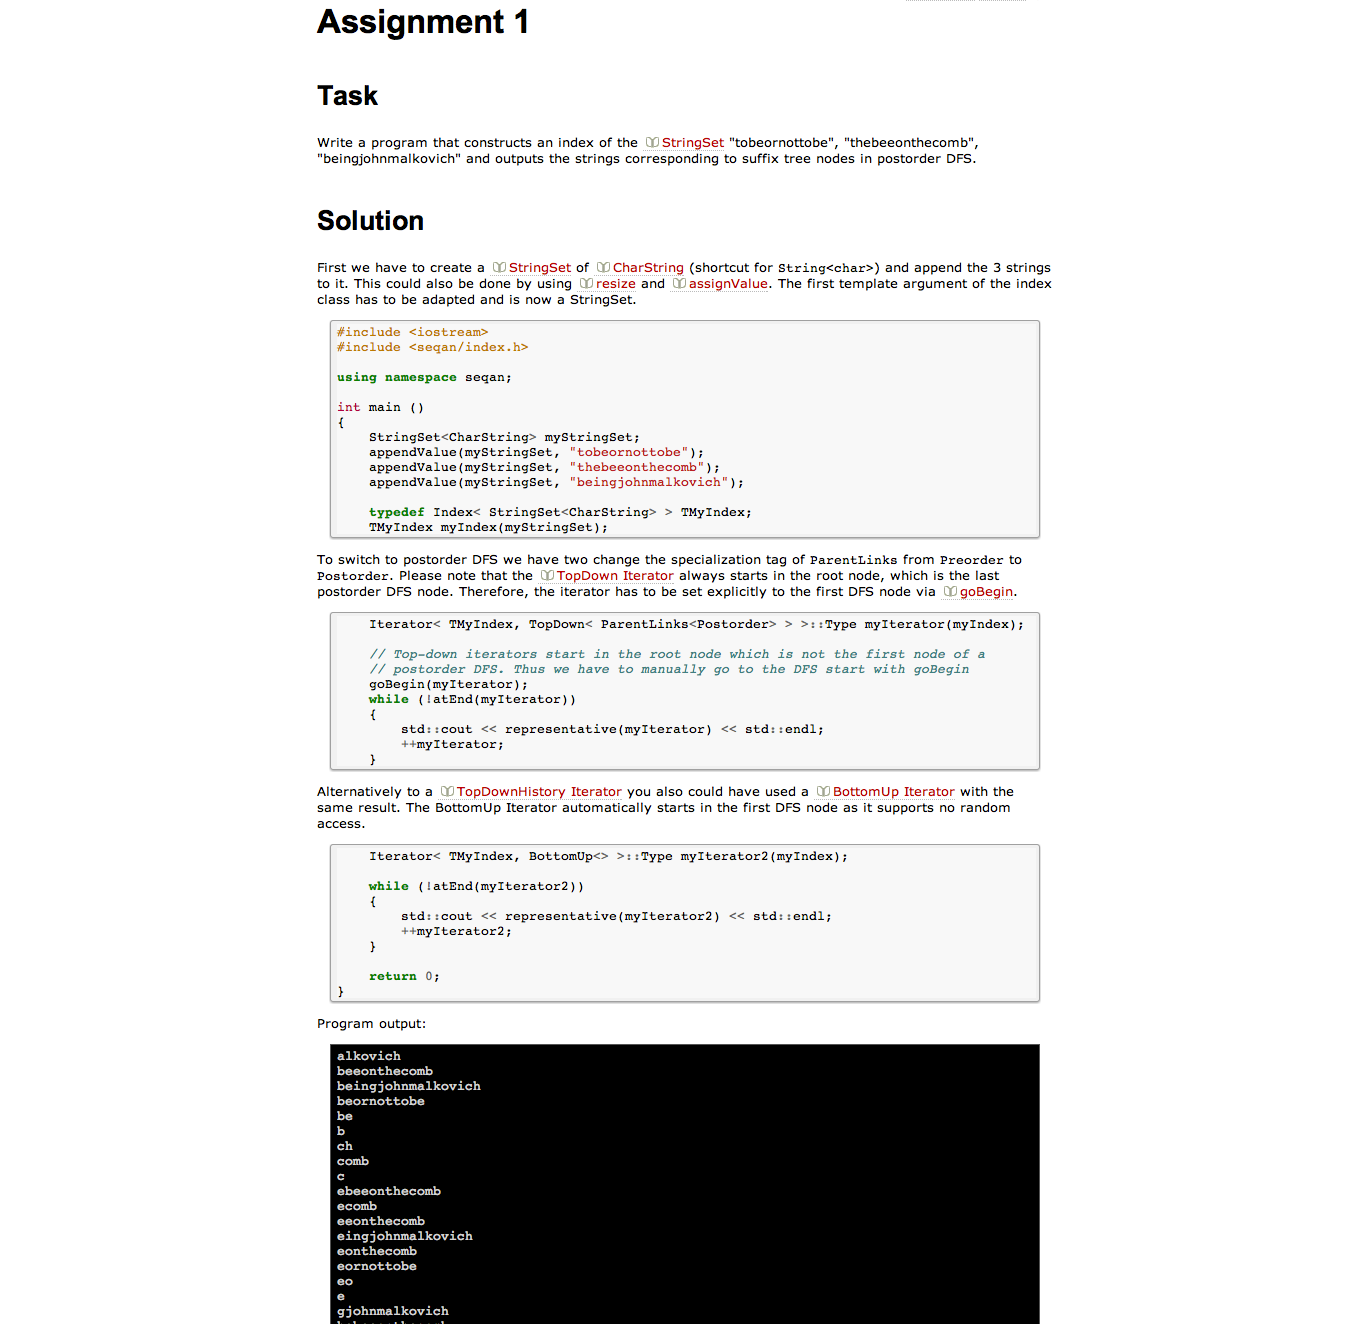 Assignment 1
Task
Write a program that constructs an index of the StringSet "tobeornottobe", "thebeeonthecomb",
"beingjohnmalkovich" and outputs the strings corresponding to suffix tree nodes in postorder DFS.
Solution
First we have to create a StringSet of CharString (shortcut for String<char>) and append the 3 strings
to it. This could also be done by using resize and assignValue. The first template argument of the index
class has to be adapted and is now a StringSet.
#include <iostream>
#include <seqan/index.h>
using namespace seqan;
int main ()
{
    StringSet<CharString> myStringSet;
    appendValue(myStringSet, "tobeornottobe");
    appendValue(myStringSet, "thebeeonthecomb");
    appendValue(myStringSet, "beingjohnmalkovich");
    typedef Index< StringSet<CharString> > TMyIndex;
    TMyIndex myIndex(myStringSet);
To switch to postorder DFS we have two change the specialization tag of ParentLinks from Preorder to
Postorder. Please note that the TopDown Iterator always starts in the root node, which is the last
postorder DFS node. Therefore, the iterator has to be set explicitly to the first DFS node via goBegin.
    Iterator< TMyIndex, TopDown< ParentLinks<Postorder> > >::Type myIterator(myIndex);
    // Top-down iterators start in the root node which is not the first node of a
    // postorder DFS. Thus we have to manually go to the DFS start with goBegin
    goBegin(myIterator);
    while (!atEnd(myIterator))
    {
        std::cout << representative(myIterator) << std::endl;
        ++myIterator;
    }
Alternatively to a TopDownHistory Iterator you also could have used a BottomUp Iterator with the
same result. The BottomUp Iterator automatically starts in the first DFS node as it supports no random
access.
    Iterator< TMyIndex, BottomUp<> >::Type myIterator2(myIndex);
    while (!atEnd(myIterator2))
    {
        std::cout << representative(myIterator2) << std::endl;
        ++myIterator2;
    }
    return 0;
}
Program output:
alkovich
beeonthecomb
beingjohnmalkovich
beornottobe
be
b
ch
comb
c
ebeeonthecomb
ecomb
eeonthecomb
eingjohnmalkovich
eonthecomb
eornottobe
eo
e
gjohnmalkovich